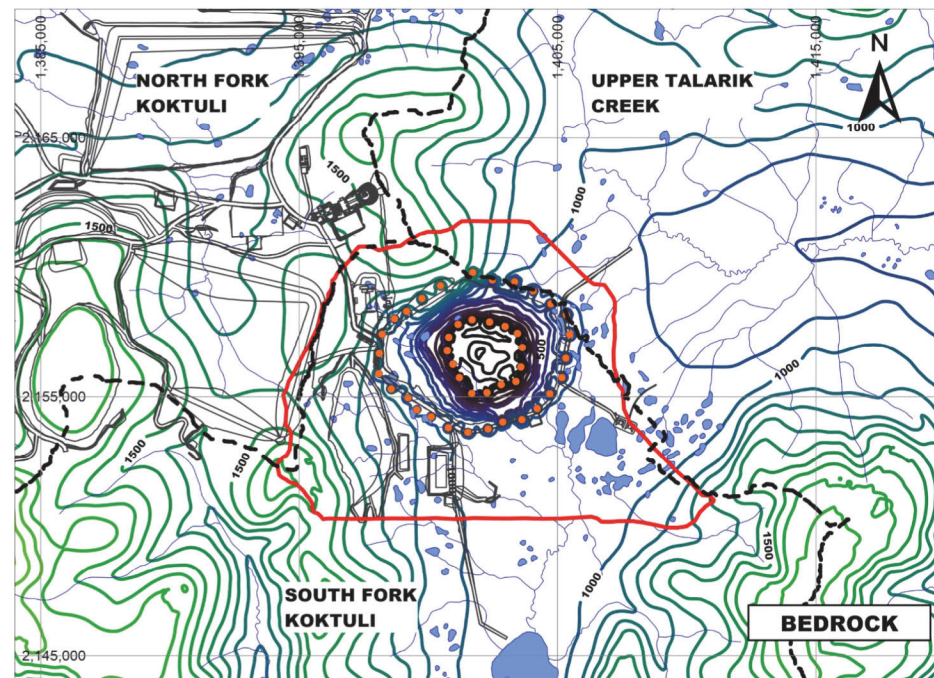 1,385,000
1,395,000
1,405,000
1,415,000
N
NORTH FORK
KOKTULI
UPPER TALARIK
CREEK
1000
2,165,000
1500
1000
1500
500
1000
2,155,000
1500
1500
1500
1000
SOUTH FORK
KOKTULI
BEDROCK
2,145,000